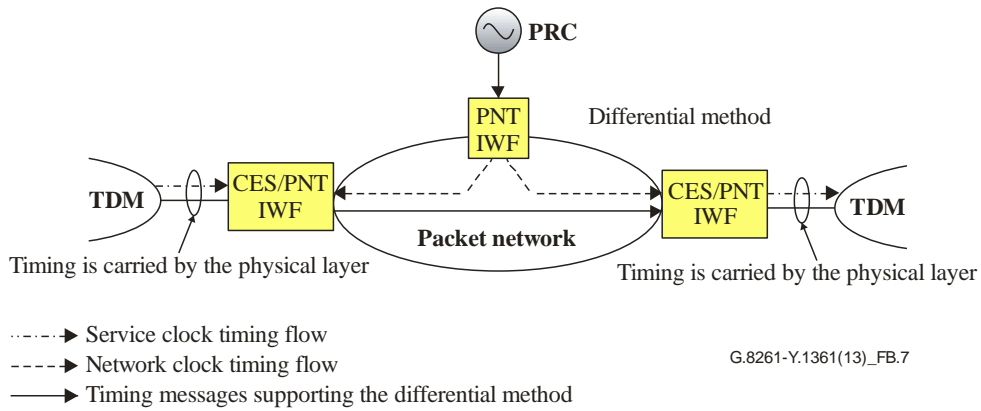 PRC
PNT
IWF
Differential method
TDM
CES/PNT
IWF
CES/PNT
IWF
TDM
Packet network
Timing is carried by the physical layer
Timing is carried by the physical layer
Service clock timing flow
Network clock timing flow
G.8261-Y.1361(13)_FB.7
Timing messages supporting the differential method